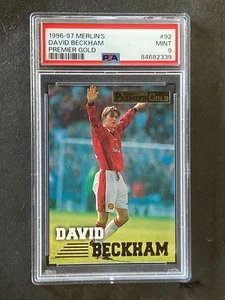 1996-97 MERLIN'S #92
DAVID BECKHAM MINT
PREMIER GOLD 9
PSA 84682339
PREMIER GOLD
DAVID
BECKHAM